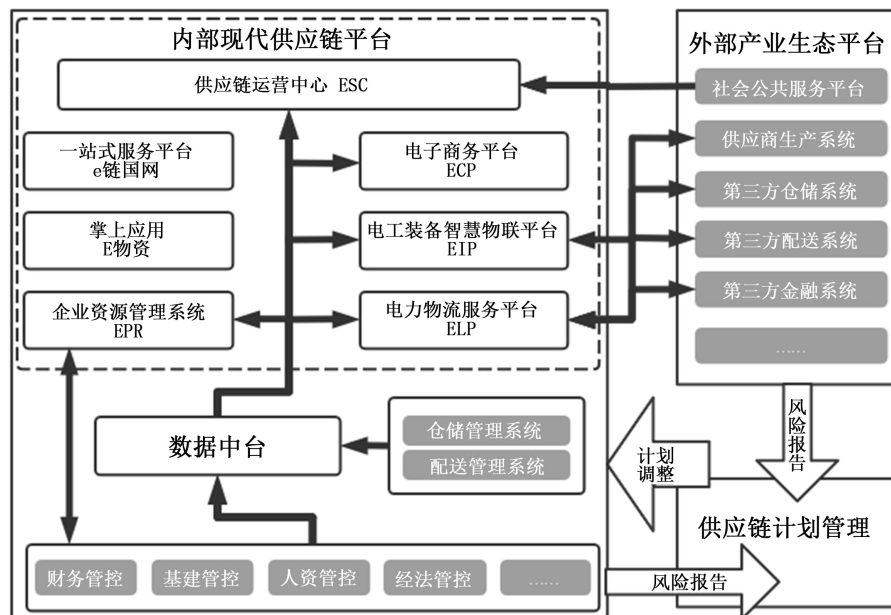 内部现代供应链平台
供应链运营中心 ESC
一站式服务平台
e链国网
电子商务平台
ECP
掌上应用
E物资
电工装备智慧物联平台
EIP
企业资源管理系统
EPR
电力物流服务平台
ELP
数据中台
仓储管理系统
配送管理系统
财务管控
基建管控
人资管控
经法管控
……
外部产业生态平台
社会公共服务平台
供应商生产系统
第三方仓储系统
第三方配送系统
第三方金融系统
……
风险报告
计划
调整
供应链计划管理
风险报告